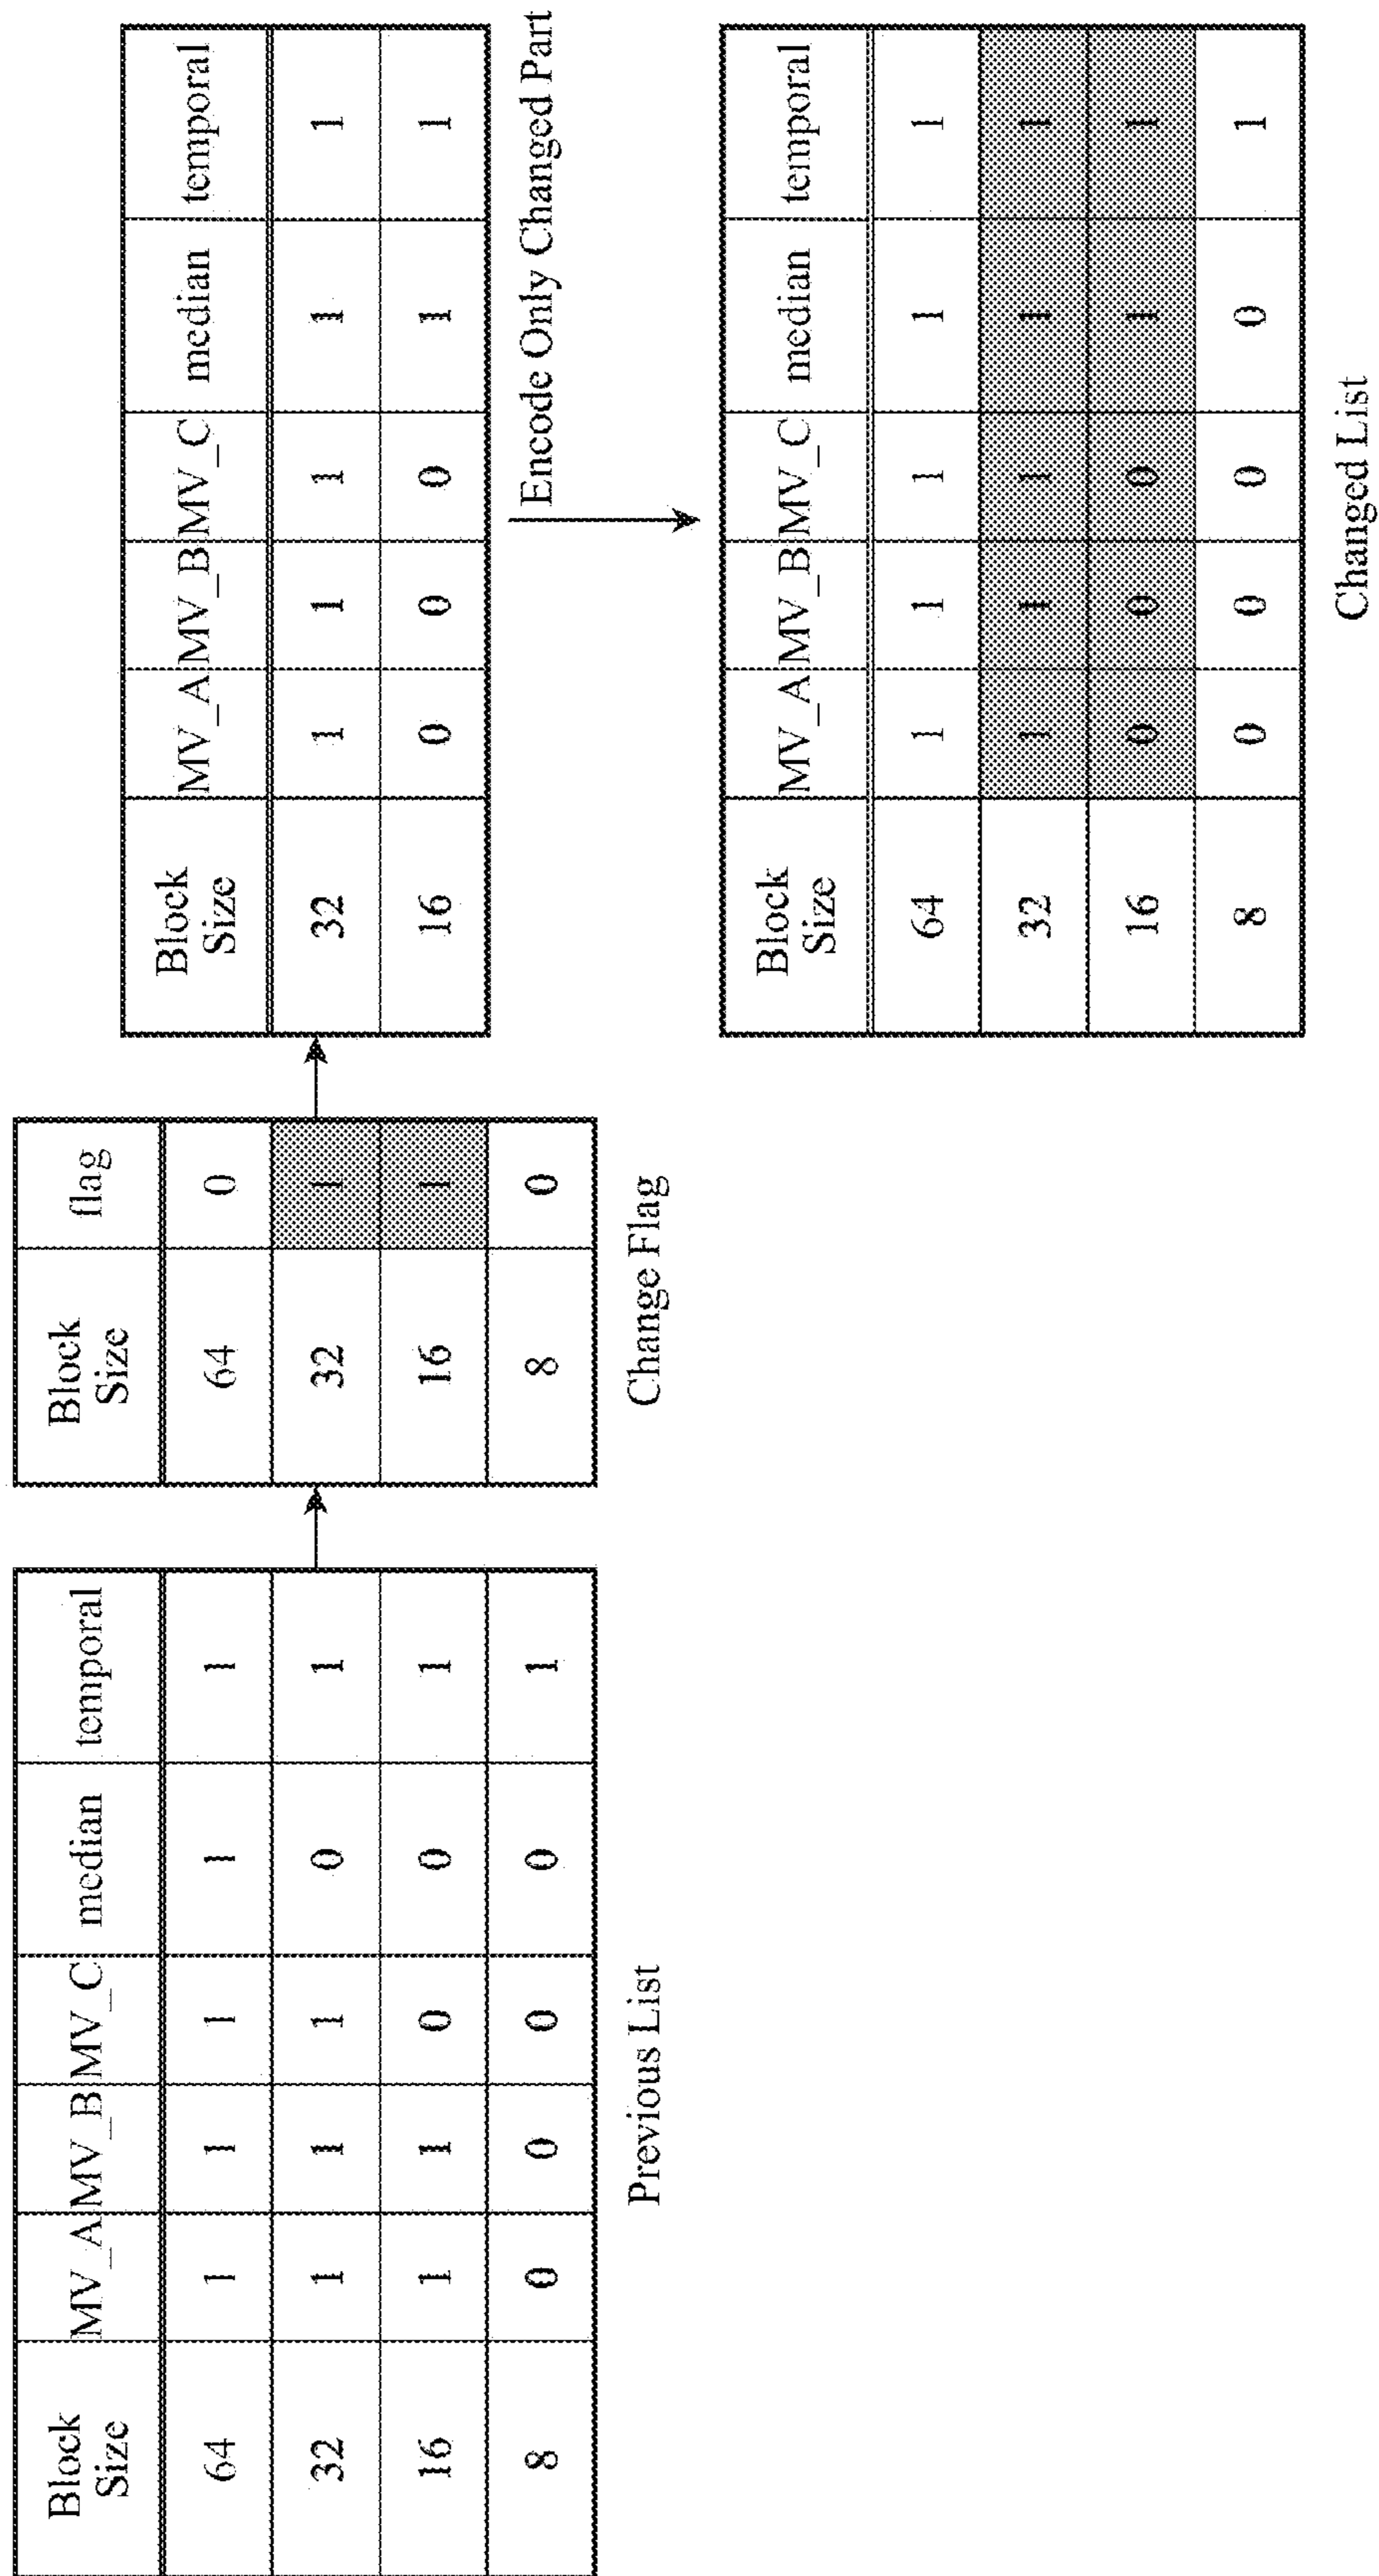 Block Size MV_A MV_B MV_C median temporal
64 1 1 1 1 1
32 1 1 1 0 1
16 1 1 0 0 1
8 0 0 0 0 1
Previous List
Block Size flag
64 0
32 1
16 1
8 0
Change Flag
Block Size MV_A MV_B MV_C median temporal
32 1 1 1 1 1
16 0 0 0 1 1
Encode Only Changed Part
Block Size MV_A MV_B MV_C median temporal
64 1 1 1 1 1
32 1 1 1 1 1
16 0 0 0 1 1
8 0 0 0 0 1
Changed List